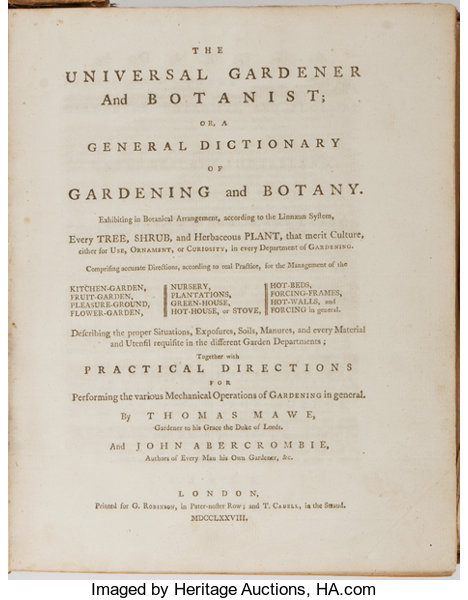 THE
UNIVERSAL GARDENER
And BOTANIST;
OR, A
GENERAL DICTIONARY
OF
GARDENING and BOTANY.
Exhibiting in Botanical Arrangement, according to the Linnæan Syſtem,
Every TREE, SHRUB, and Herbaceous PLANT, that merit Culture,
either for USE, ORNAMENT, or CURIOSITY, in every Department of GARDENING.
Compriſing accurate Directions, according to real Practice, for the Management of the
KITCHEN-GARDEN, NURSERY, HOT-BEDS,
FRUIT-GARDEN, PLANTATIONS, FORCING-FRAMES,
PLEASURE-GROUND, GREEN-HOUSE, HOT-WALLS, and
FLOWER-GARDEN, HOT-HOUSE, or STOVE, FORCING in general.
Deſcribing the proper Situations, Expoſures, Soils, Manures, and every Material
and Utenſil requiſite in the different Garden Departments;
Together with
PRACTICAL DIRECTIONS
FOR
Performing the various Mechanical Operations of GARDENING in general.
By THOMAS MAWE,
Gardener to his Grace the Duke of Leeds.
And JOHN ABERCROMBIE,
Authors of Every Man his Own Gardener, &c.
LONDON,
Printed for G. ROBINSON, in Pater-noſter Row; and T. CADELL, in the Strand.
MDCCLXXVIII.
Imaged by Heritage Auctions, HA.com